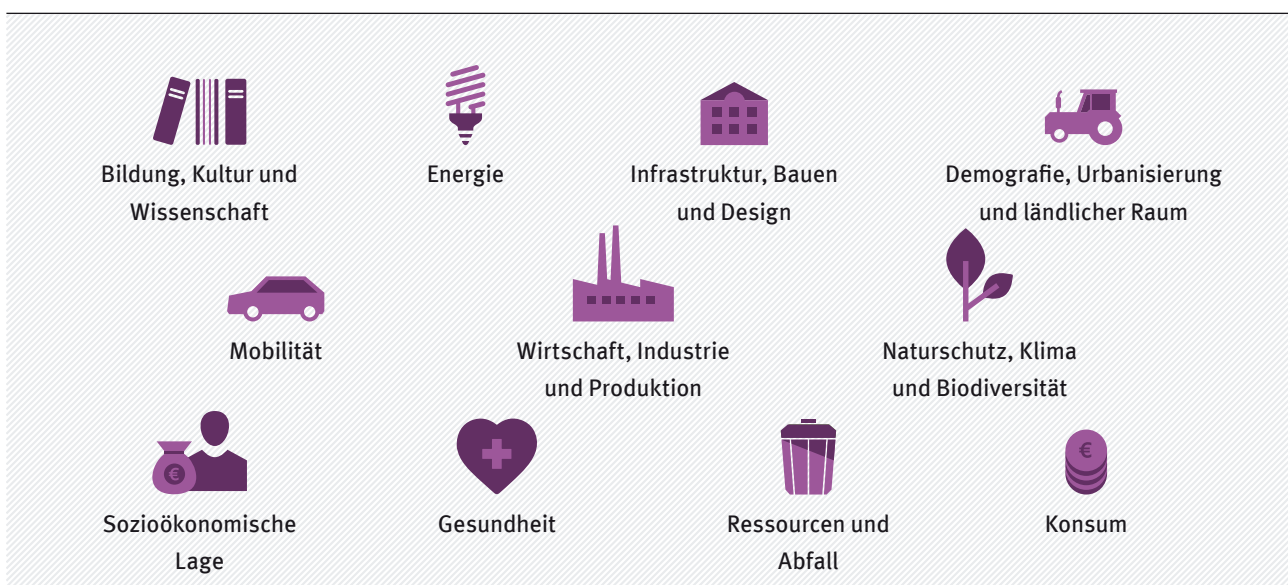 Bildung, Kultur und
Wissenschaft
Energie
Infrastruktur, Bauen
und Design
Demografie, Urbanisierung
und ländlicher Raum
Mobilität
Wirtschaft, Industrie
und Produktion
Naturschutz, Klima
und Biodiversität
€
Sozioökonomische
Lage
Gesundheit
Ressourcen und
Abfall
€
Konsum